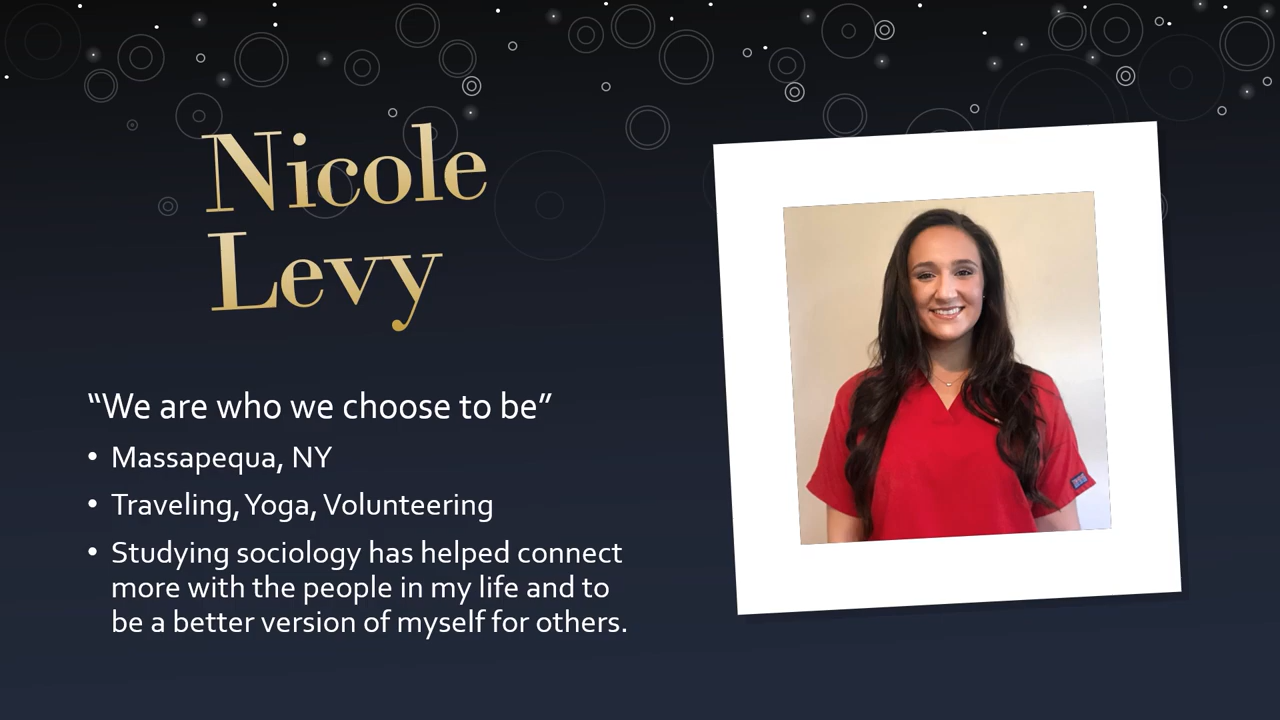 Nicole
Levy
“We are who we choose to be”
• Massapequa, NY
• Traveling, Yoga, Volunteering
• Studying sociology has helped connect
more with the people in my life and to
be a better version of myself for others.